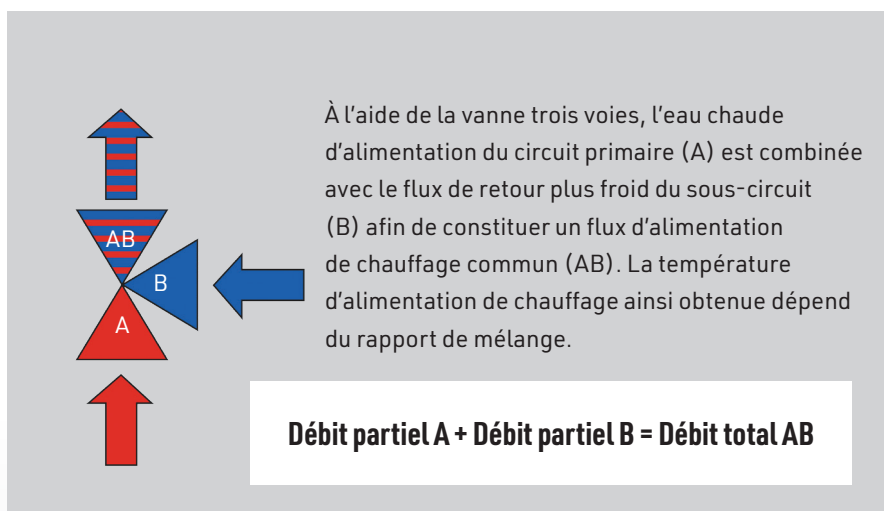 À l'aide de la vanne trois voies, l'eau chaude
d'alimentation du circuit primaire (A) est combinée
avec le flux de retour plus froid du sous-circuit
(B) afin de constituer un flux d'alimentation
de chauffage commun (AB). La température
d'alimentation de chauffage ainsi obtenue dépend
du rapport de mélange.
AB
B
A
Débit partiel A + Débit partiel B = Débit total AB